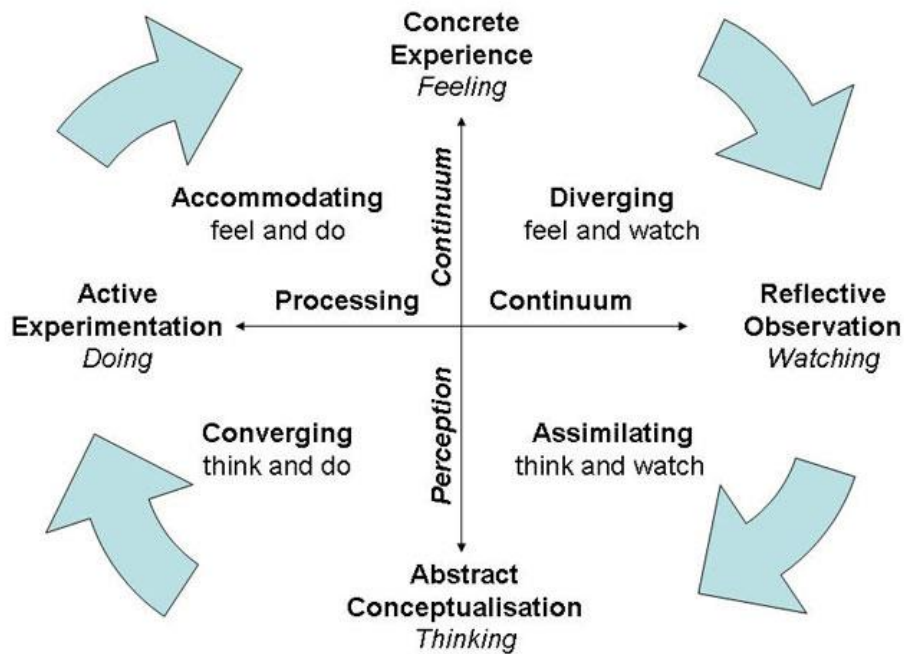 Concrete
Experience
Feeling
Accommodating
feel and do
Continuum
Diverging
feel and watch
Active
Experimentation
Doing
Processing
Continuum
Reflective
Observation
Watching
Converging
think and do
Perception
Assimilating
think and watch
Abstract
Conceptualisation
Thinking